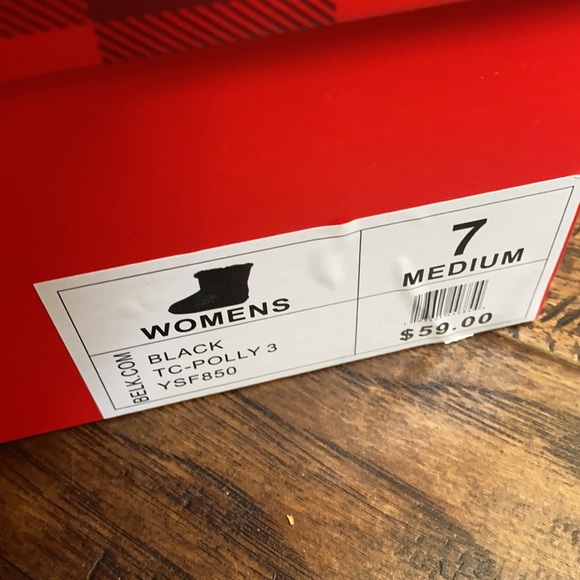 WOMENS
BELK.COM
BLACK
TC-POLLY 3
YSF850
7
MEDIUM
$59.00